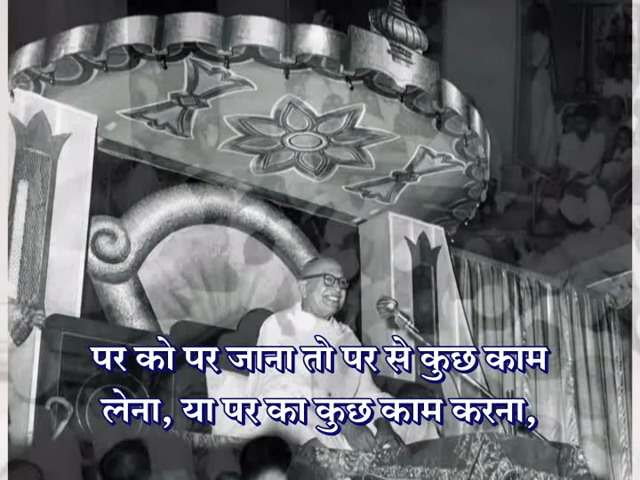 पर को पर जाना तो पर से कुछ काम
लेना, या पर का कुछ काम करना,